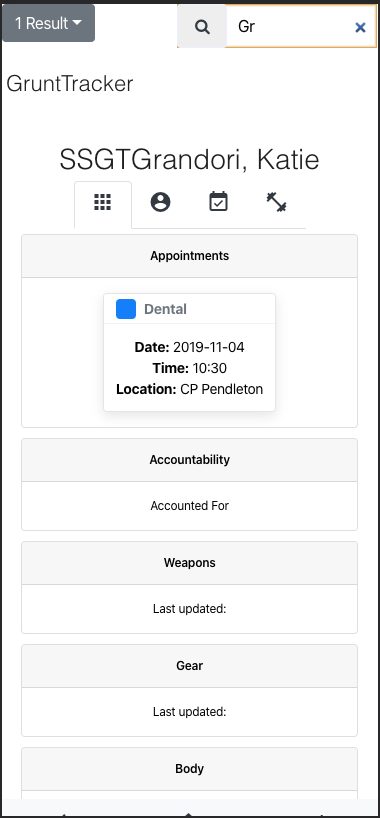 1 Result
Gr
GruntTracker
SSGTGrandori, Katie
Appointments
Dental
Date: 2019-11-04
Time: 10:30
Location: CP Pendleton
Accountability
Accounted For
Weapons
Last updated:
Gear
Last updated:
Body